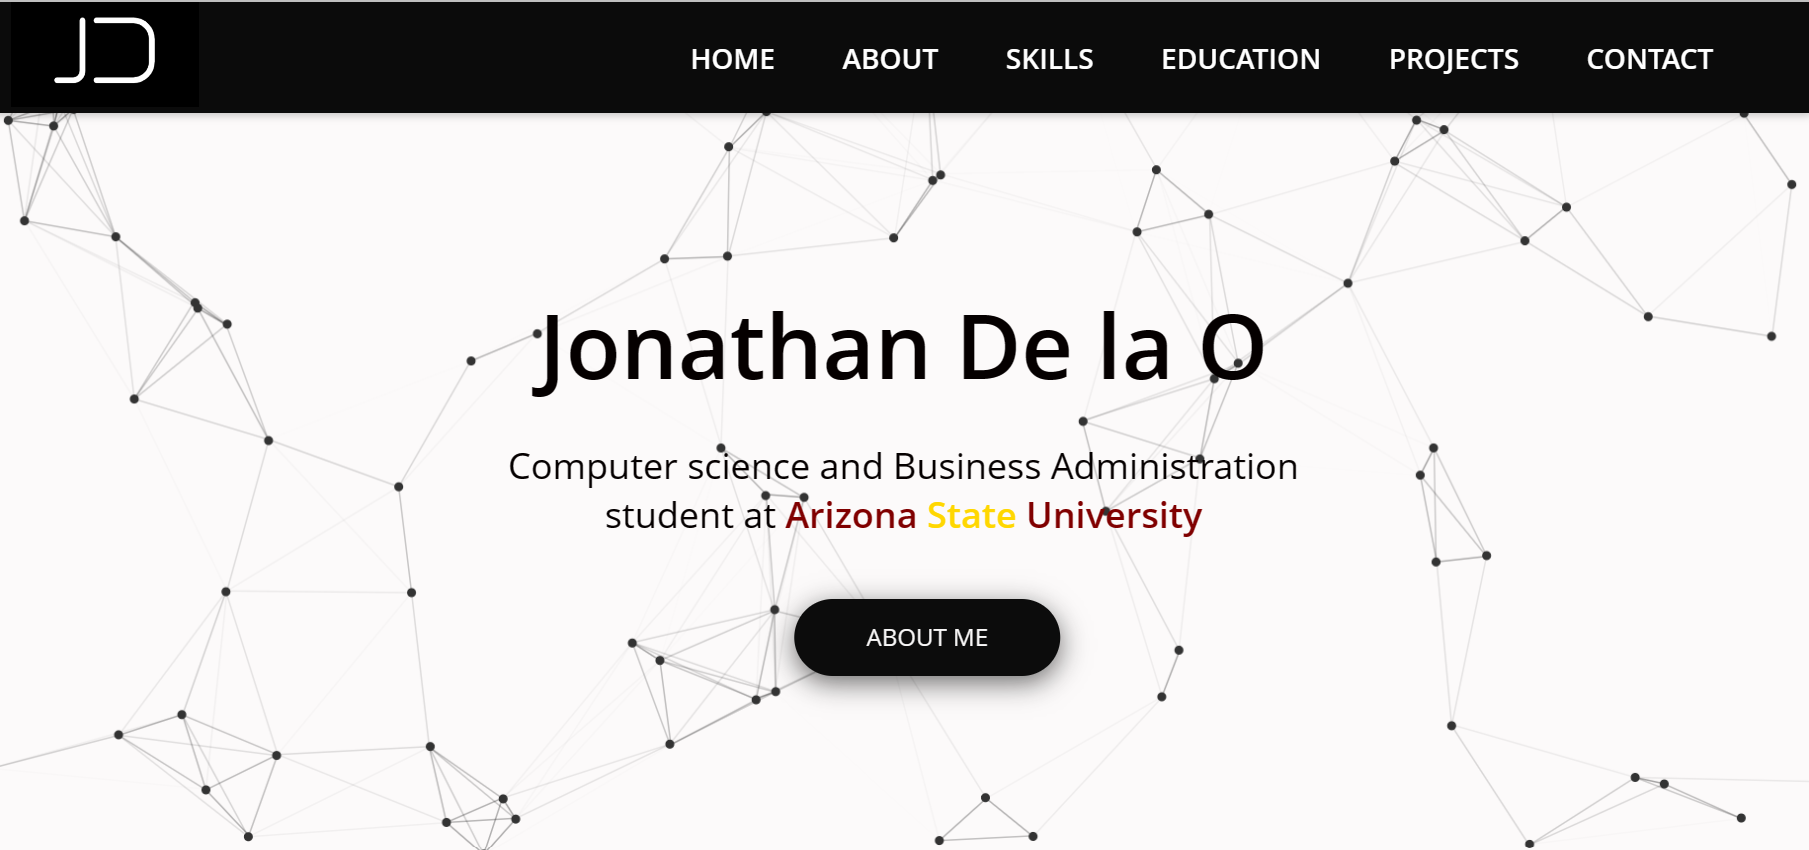 JD
HOME ABOUT SKILLS EDUCATION PROJECTS CONTACT
Jonathan De la O
Computer science and Business Administration
student at Arizona State University
ABOUT ME